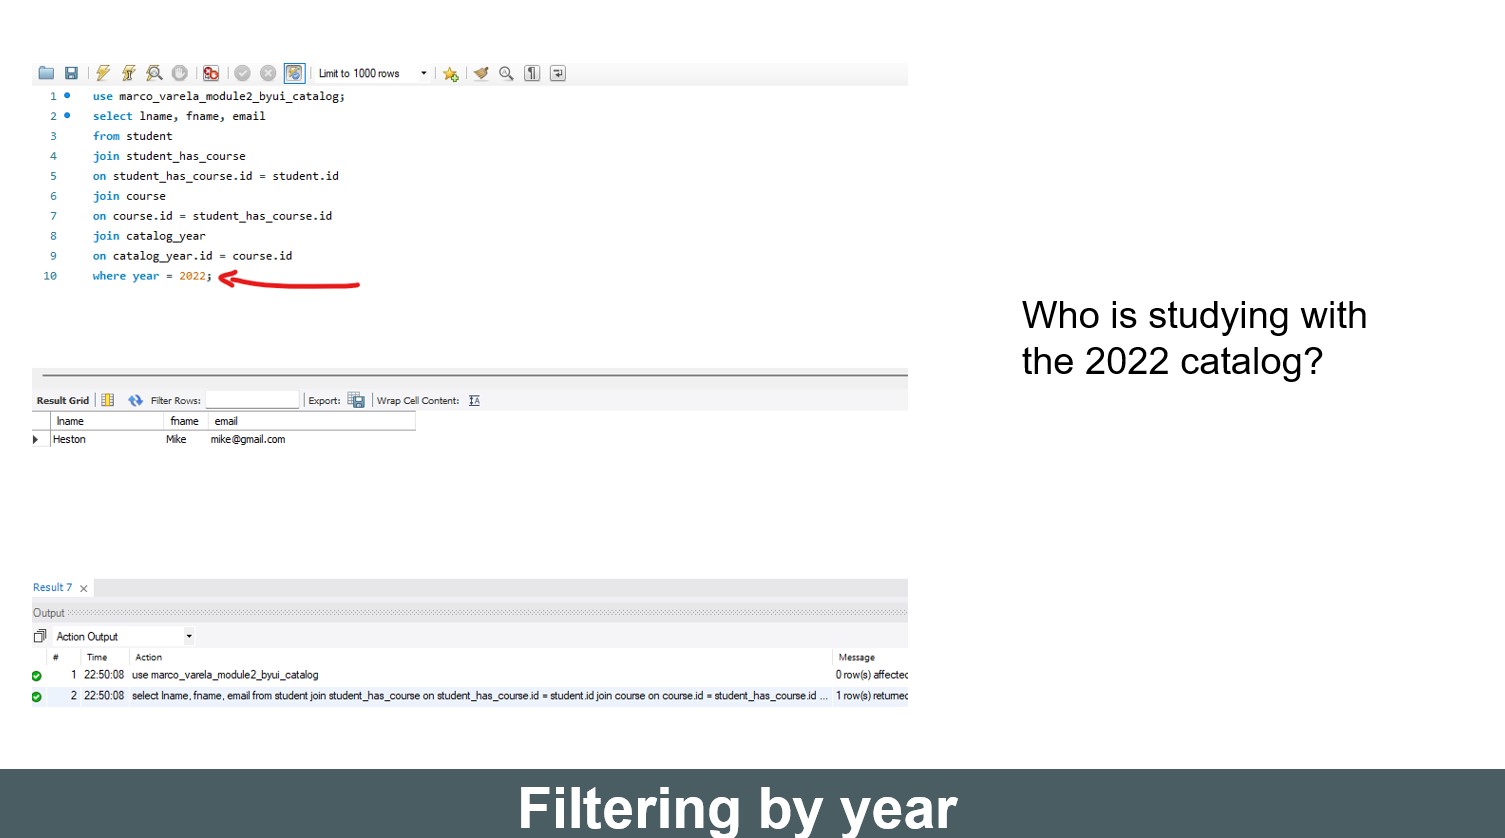 Limit to 1000 rows
1 use marco_varela_module2_byui_catalog;
2 select lname, fname, email
3 from student
4 join student_has_course
5 on student_has_course.id = student.id
6 join course
7 on course.id = student_has_course.id
8 join catalog_year
9 on catalog_year.id = course.id
10 where year = 2022;
Who is studying with
the 2022 catalog?
Result Grid Filter Rows: Export: Wrap Cell Content:
lname fname email
Heston Mike mike@gmail.com
Result 7
Output
Action Output
# Time Action Message
1 22:50:08 use marco_varela_module2_byui_catalog 0 row(s) affected
2 22:50:08 select lname, fname, email from student join student_has_course on student_has_course.id = student.id join course on course.id = student_has_course.id ... 1 row(s) returned
Filtering by year